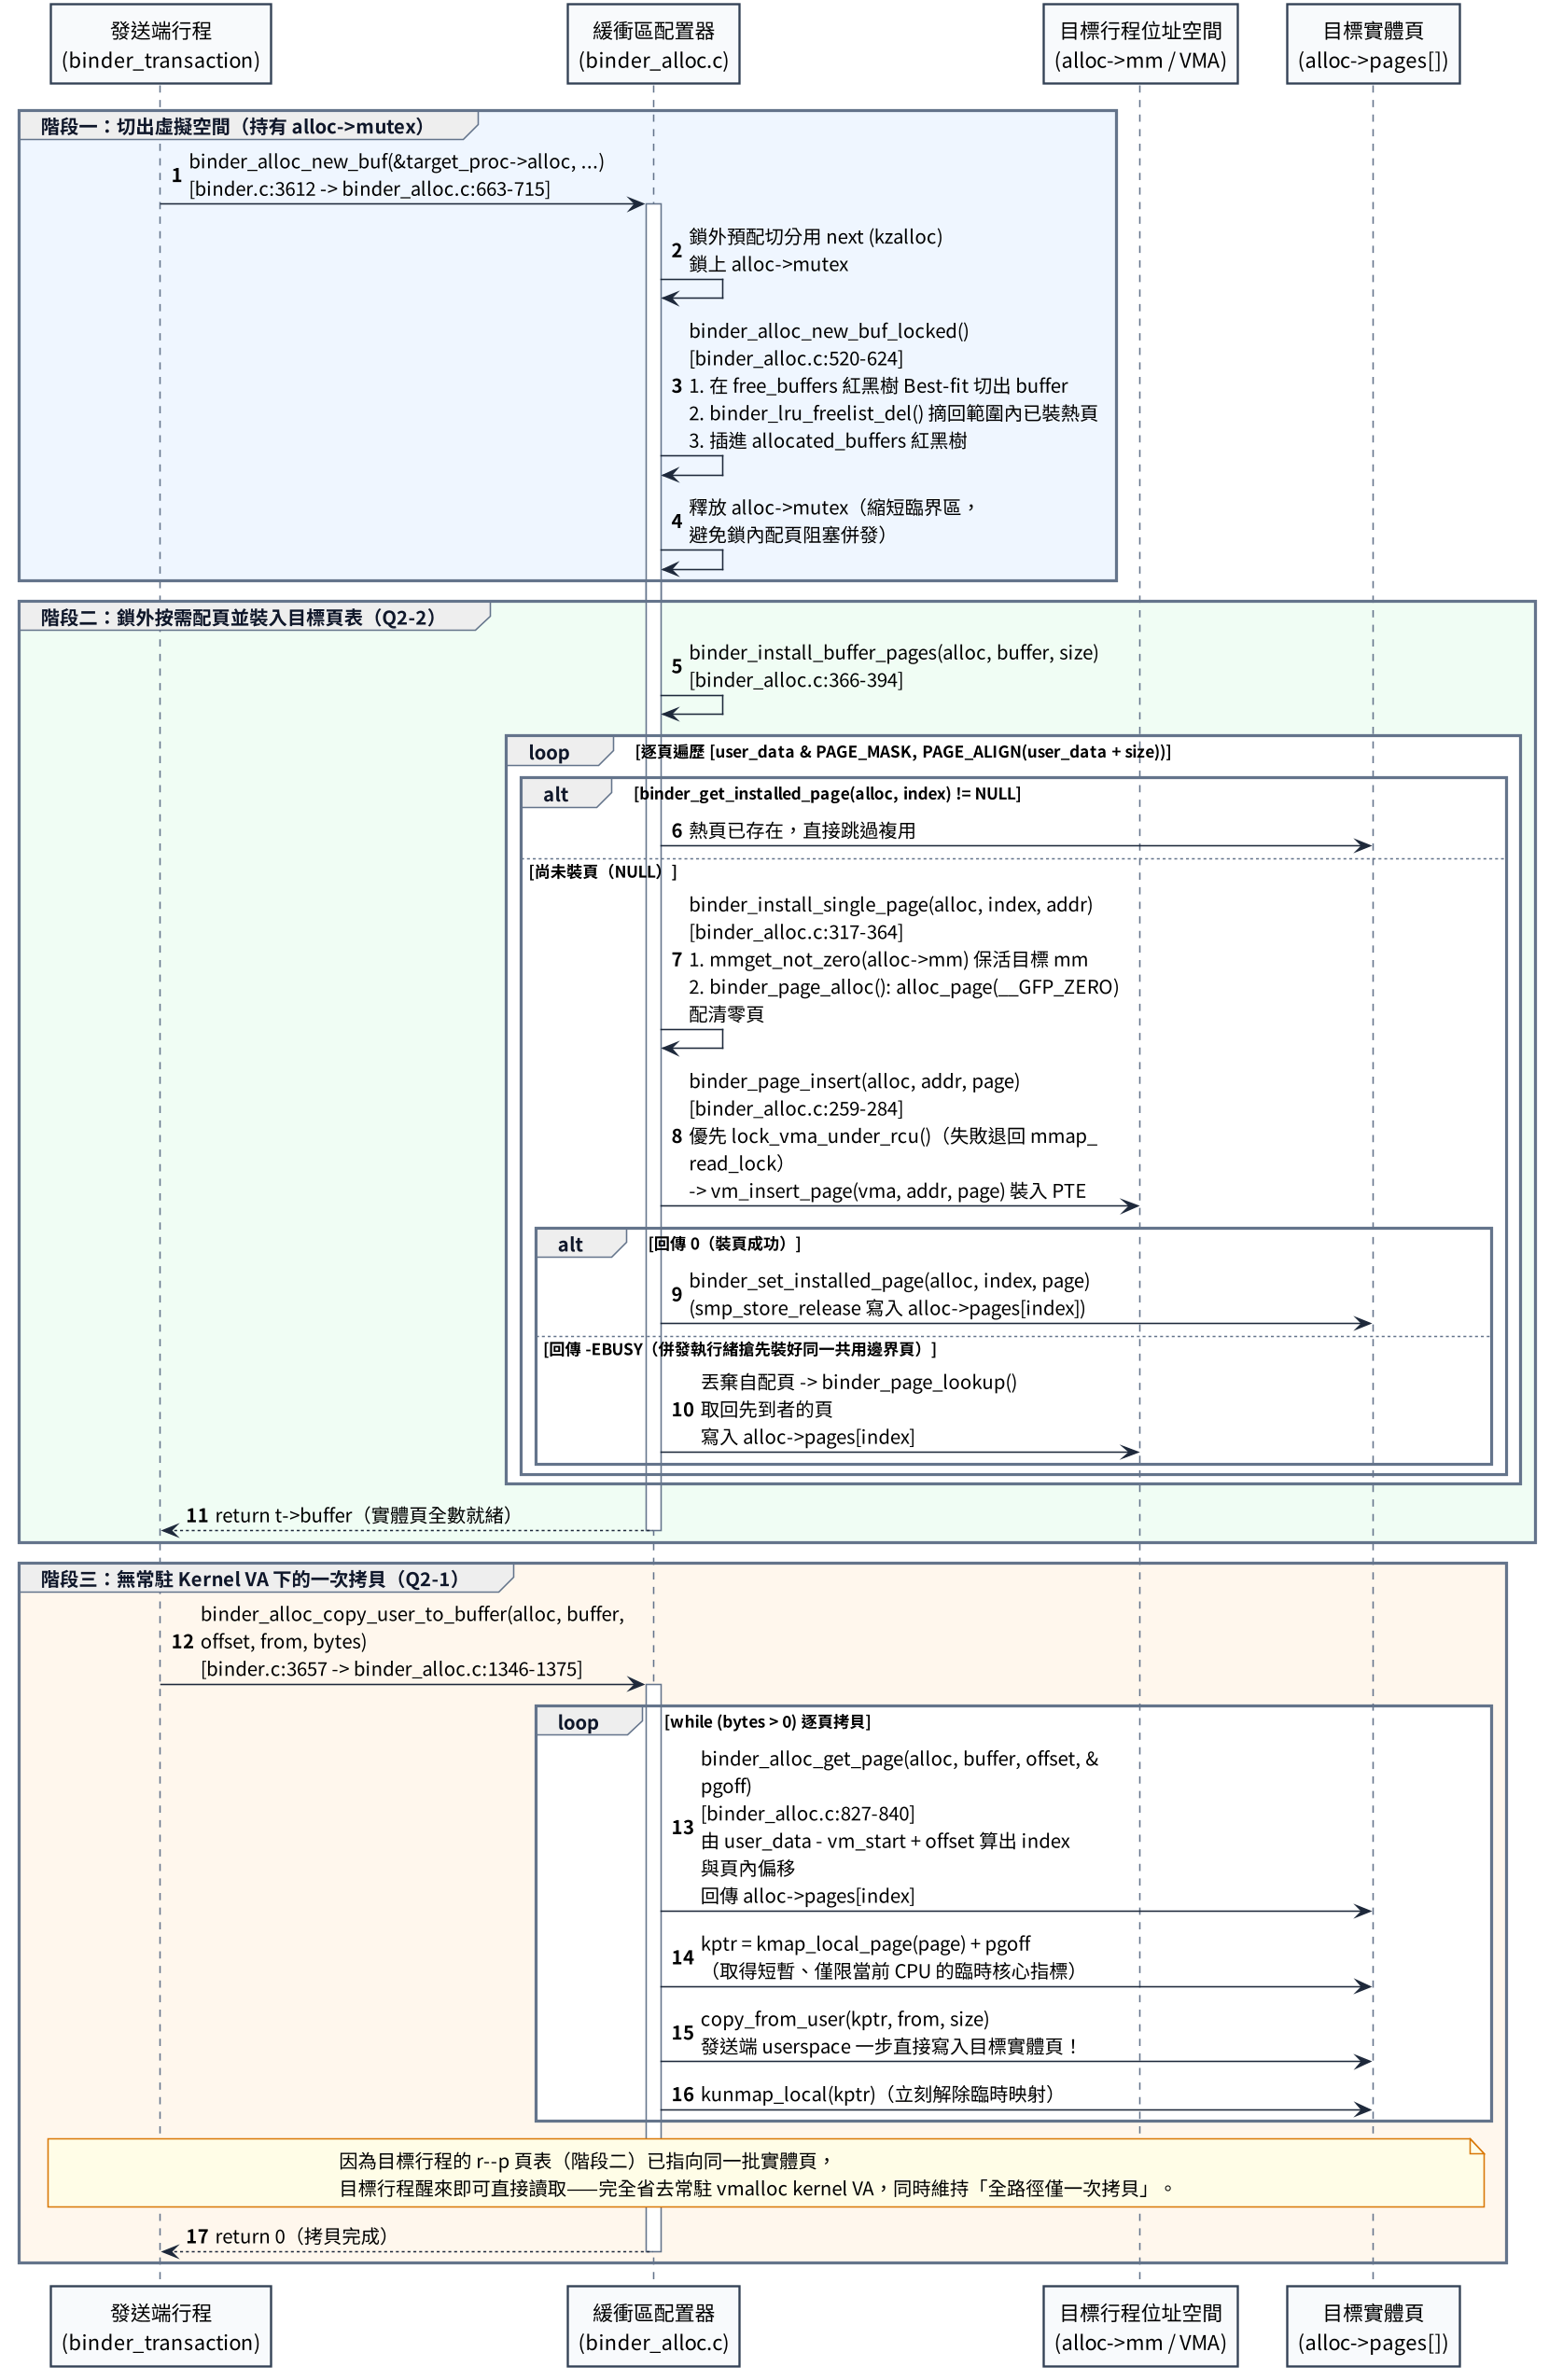 發送端行程
(binder_transaction)
緩衝區配置器
(binder_alloc.c)
目標行程位址空間
(alloc->mm / VMA)
目標實體頁
(alloc->pages[])
階段一：切出虛擬空間（持有 alloc->mutex）
1
binder_alloc_new_buf(&target_proc->alloc, ...)
[binder.c:3612 -> binder_alloc.c:663-715]
2
鎖外預配切分用 next (kzalloc)
鎖上 alloc->mutex
binder_alloc_new_buf_locked()
[binder_alloc.c:520-624]
3 1. 在 free_buffers 紅黑樹 Best-fit 切出 buffer
2. binder_lru_freelist_del() 摘回範圍內已裝熱頁
3. 插進 allocated_buffers 紅黑樹
4
釋放 alloc->mutex（縮短臨界區，
避免鎖內配頁阻塞併發）
階段二：鎖外按需配頁並裝入目標頁表（Q2-2）
5
binder_install_buffer_pages(alloc, buffer, size)
[binder_alloc.c:366-394]
loop [逐頁遍歷 [user_data & PAGE_MASK, PAGE_ALIGN(user_data + size))]
alt [binder_get_installed_page(alloc, index) != NULL]
6 熱頁已存在，直接跳過複用
[尚未裝頁（NULL）]
binder_install_single_page(alloc, index, addr)
[binder_alloc.c:317-364]
7 1. mmget_not_zero(alloc->mm) 保活目標 mm
2. binder_page_alloc(): alloc_page(__GFP_ZERO)
配清零頁
binder_page_insert(alloc, addr, page)
[binder_alloc.c:259-284]
8 優先 lock_vma_under_rcu()（失敗退回 mmap_
read_lock）
-> vm_insert_page(vma, addr, page) 裝入 PTE
alt [回傳 0（裝頁成功）]
9
binder_set_installed_page(alloc, index, page)
(smp_store_release 寫入 alloc->pages[index])
[回傳 -EBUSY（併發執行緒搶先裝好同一共用邊界頁）]
丟棄自配頁 -> binder_page_lookup()
10 取回先到者的頁
寫入 alloc->pages[index]
11 return t->buffer（實體頁全數就緒）
階段三：無常駐 Kernel VA 下的一次拷貝（Q2-1）
binder_alloc_copy_user_to_buffer(alloc, buffer,
12 offset, from, bytes)
[binder.c:3657 -> binder_alloc.c:1346-1375]
loop [while (bytes > 0) 逐頁拷貝]
binder_alloc_get_page(alloc, buffer, offset, &
pgoff)
13 [binder_alloc.c:827-840]
由 user_data - vm_start + offset 算出 index
與頁內偏移
回傳 alloc->pages[index]
14
kptr = kmap_local_page(page) + pgoff
（取得短暫、僅限當前 CPU 的臨時核心指標）
15
copy_from_user(kptr, from, size)
發送端 userspace 一步直接寫入目標實體頁！
16 kunmap_local(kptr)（立刻解除臨時映射）
因為目標行程的 r--p 頁表（階段二）已指向同一批實體頁，
目標行程醒來即可直接讀取——完全省去常駐 vmalloc kernel VA，同時維持「全路徑僅一次拷貝」。
17 return 0（拷貝完成）
發送端行程
(binder_transaction)
緩衝區配置器
(binder_alloc.c)
目標行程位址空間
(alloc->mm / VMA)
目標實體頁
(alloc->pages[])